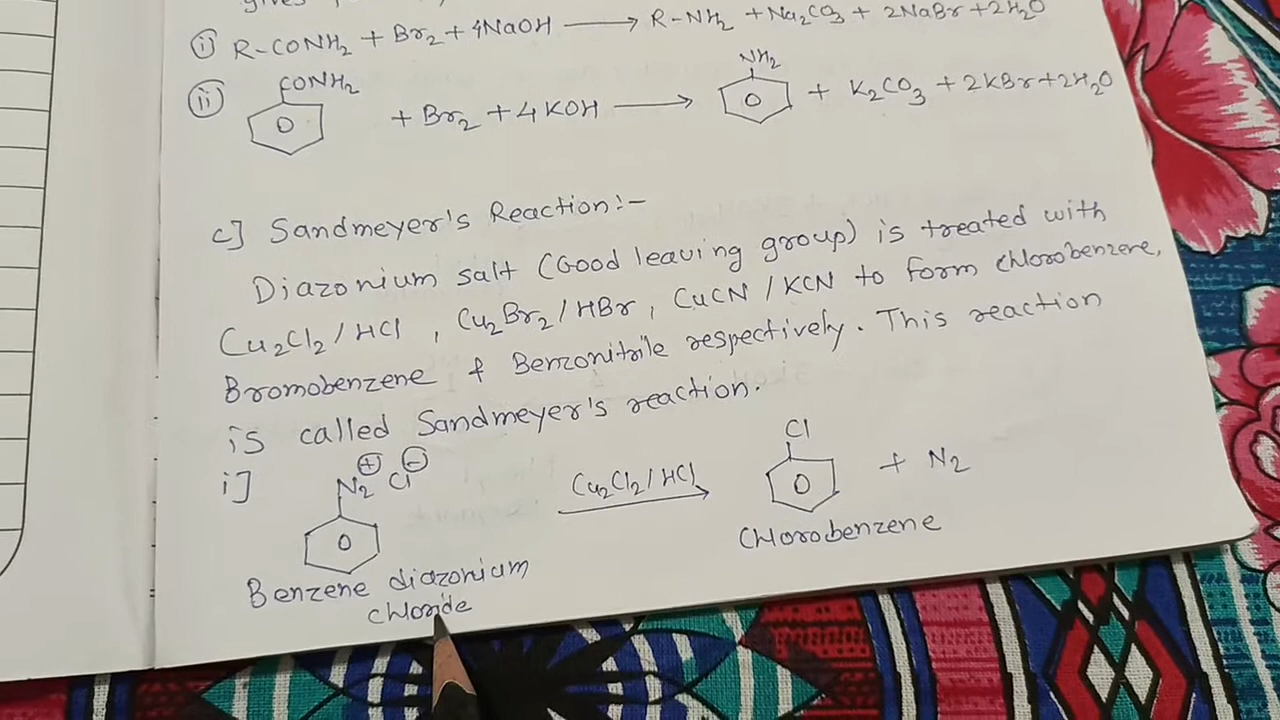 gives
i R-CONH2 + Br2 + 4NaOH ⟶ R-NH2 + Na2CO3 + 2NaBr + 2H2O
CONH2 NH2
ii + Br2 + 4KOH ⟶ + K2CO3 + 2KBr + 2H2O
c] Sandmeyer's Reaction:-
Diazonium salt (Good leaving group) is treated with
Cu2Cl2/HCl, Cu2Br2/HBr, CuCN/KCN to form chlorobenzene,
Bromobenzene & Benzonitrile respectively. This reaction
is called Sandmeyer's reaction.
i] N2⊕ Cl⊖ Cu2Cl2/HCl ⟶ Cl + N2
Benzene diazonium chloride
Chlorobenzene